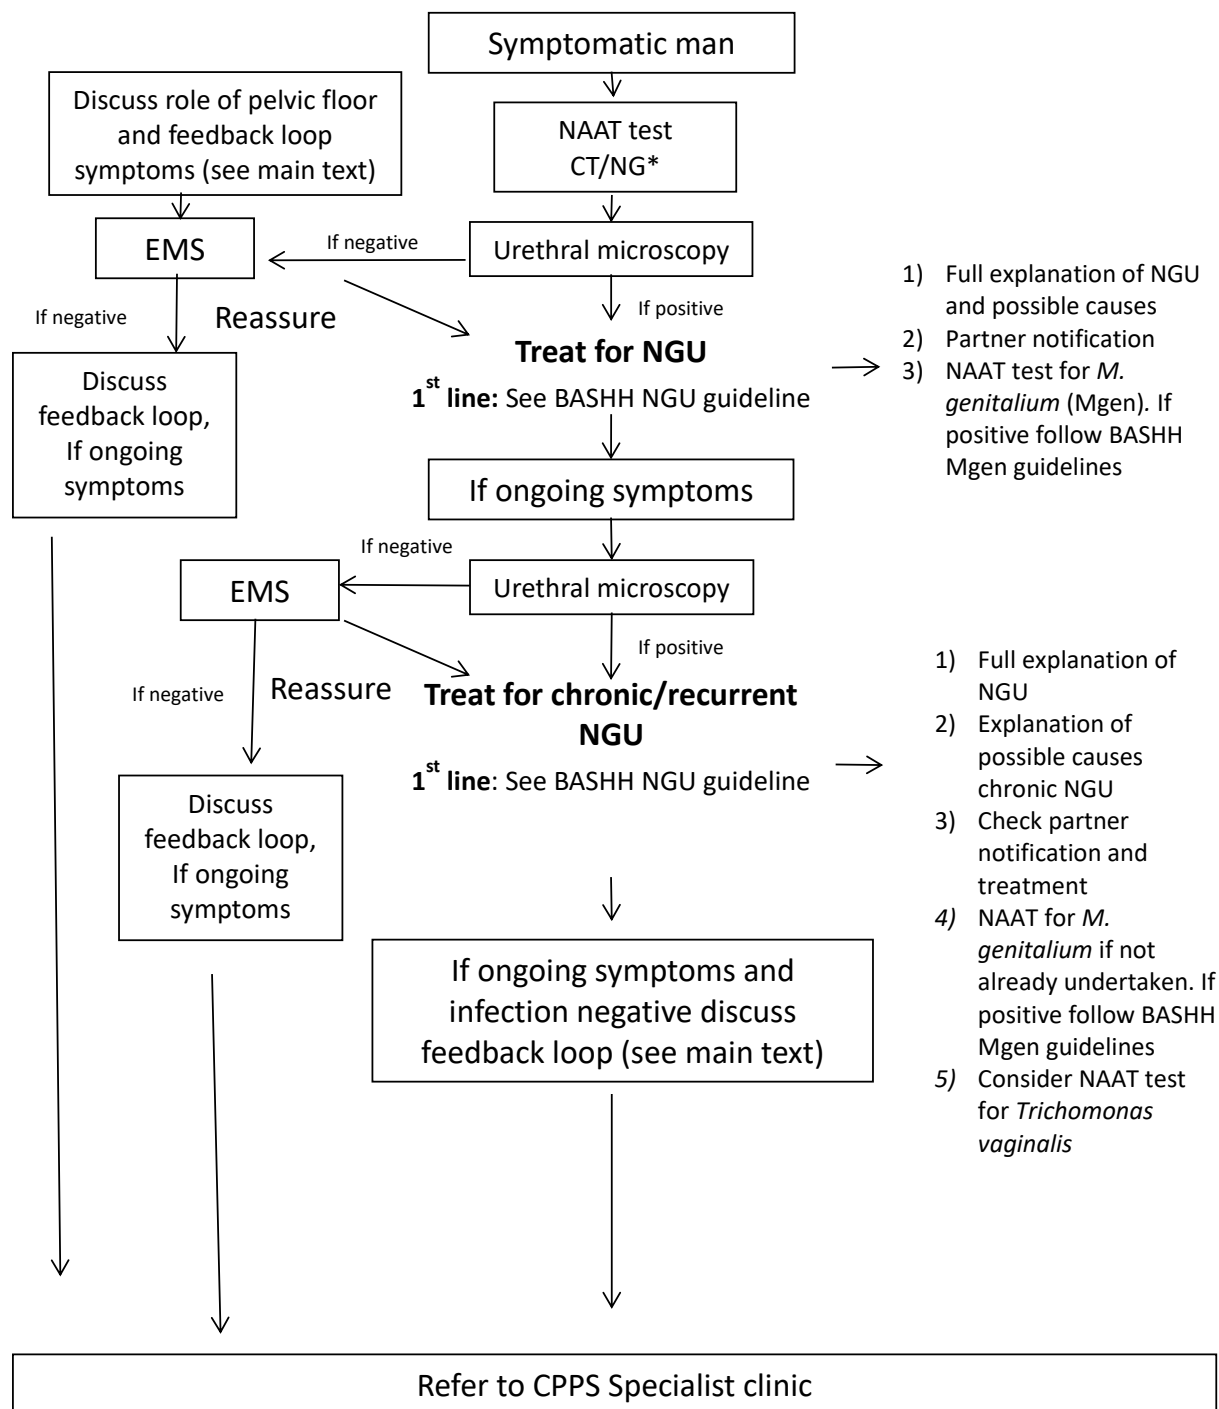 Symptomatic man
Discuss role of pelvic floor
and feedback loop
symptoms (see main text)
NAAT test
CT/NG*
EMS
If negative
Urethral microscopy
If negative
Reassure
If positive
Discuss
feedback loop,
If ongoing
symptoms
Treat for NGU
1st line: See BASHH NGU guideline
1) Full explanation of NGU
and possible causes
2) Partner notification
3) NAAT test for M.
genitalium (Mgen). If
positive follow BASHH
Mgen guidelines
If ongoing symptoms
If negative
EMS
Urethral microscopy
If negative
Reassure
If positive
Treat for chronic/recurrent
NGU
1st line: See BASHH NGU guideline
Discuss
feedback loop,
If ongoing
symptoms
1) Full explanation of
NGU
2) Explanation of
possible causes
chronic NGU
3) Check partner
notification and
treatment
4) NAAT for M.
genitalium if not
already undertaken. If
positive follow BASHH
Mgen guidelines
5) Consider NAAT test
for Trichomonas
vaginalis
If ongoing symptoms and
infection negative discuss
feedback loop (see main text)
Refer to CPPS Specialist clinic